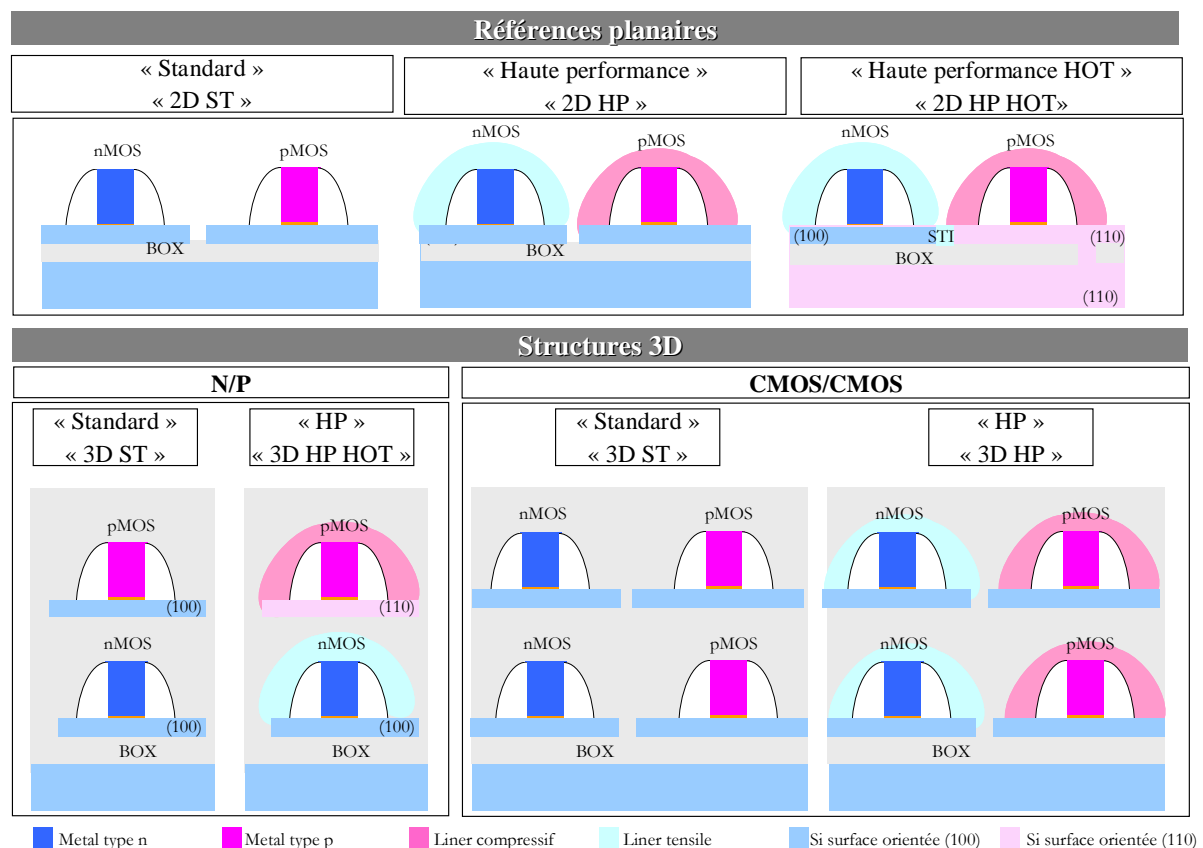 Références planaires
« Standard »
« 2D ST »
« Haute performance »
« 2D HP »
« Haute performance HOT »
« 2D HP HOT»
nMOS
pMOS
BOX
nMOS
pMOS
BOX
nMOS
pMOS
(100)
STI
(110)
BOX
(110)
Structures 3D
N/P
CMOS/CMOS
« Standard »
« 3D ST »
« HP »
« 3D HP HOT »
« Standard »
« 3D ST »
« HP »
« 3D HP »
pMOS
(100)
nMOS
(100)
BOX
pMOS
(110)
nMOS
(100)
BOX
nMOS
pMOS
nMOS
pMOS
BOX
nMOS
pMOS
nMOS
pMOS
BOX
Metal type n
Metal type p
Liner compressif
Liner tensile
Si surface orientée (100)
Si surface orientée (110)